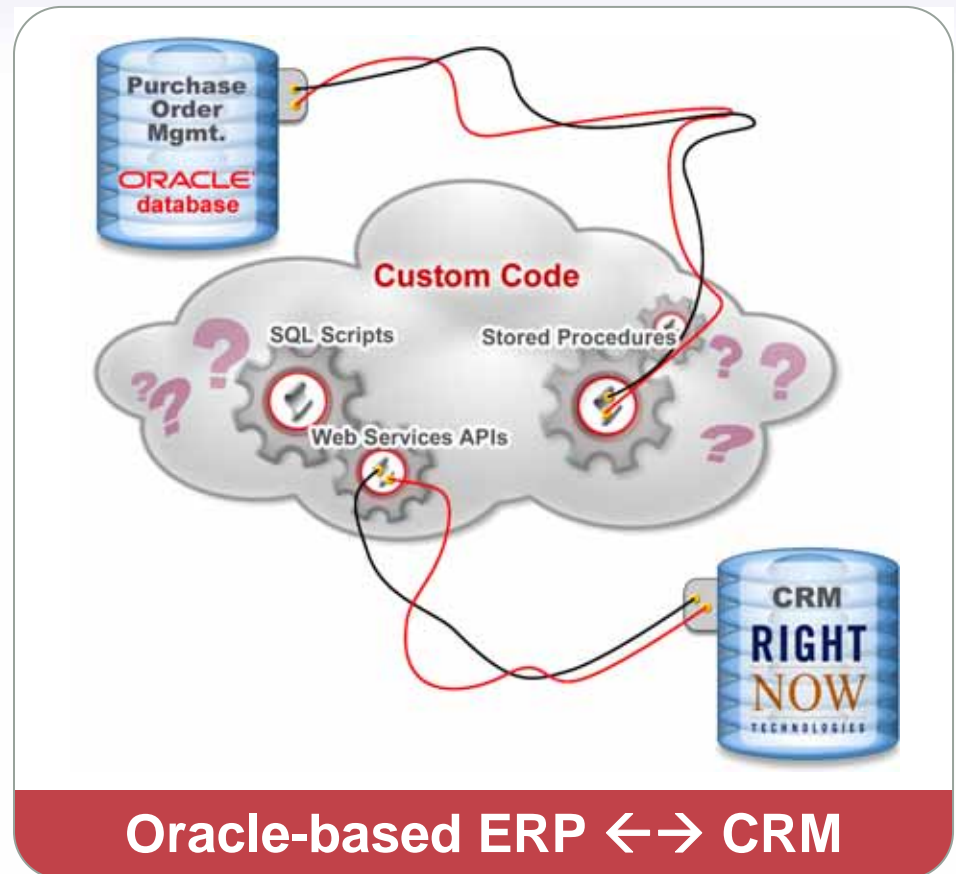 Purchase
Order
Mgmt.
ORACLE®
database
Custom Code
SQL Scripts
Stored Procedures
? ? ? ? ? ?
Web Services APIs
CRM
RIGHT
NOW
TECHNOLOGIES
Oracle-based ERP ←→ CRM